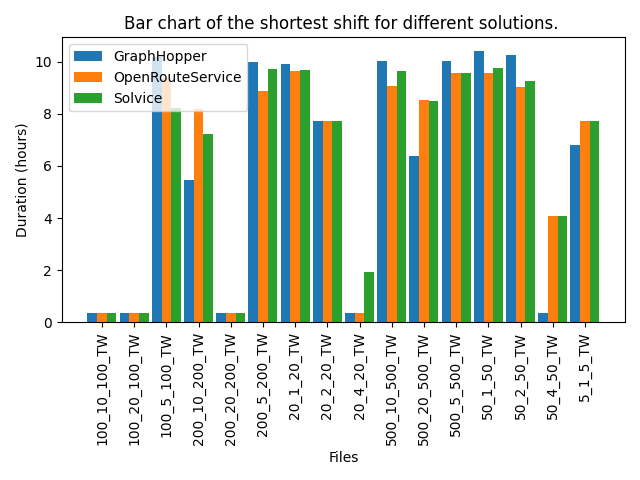 Bar chart of the shortest shift for different solutions.
GraphHopper
OpenRouteService
Solvice
Duration (hours)
10
8
6
4
2
0
100_10_100_TW
100_20_100_TW
100_5_100_TW
200_10_200_TW
200_20_200_TW
200_5_200_TW
20_1_20_TW
20_2_20_TW
20_4_20_TW
500_10_500_TW
500_20_500_TW
500_5_500_TW
50_1_50_TW
50_2_50_TW
50_4_50_TW
5_1_5_TW
Files